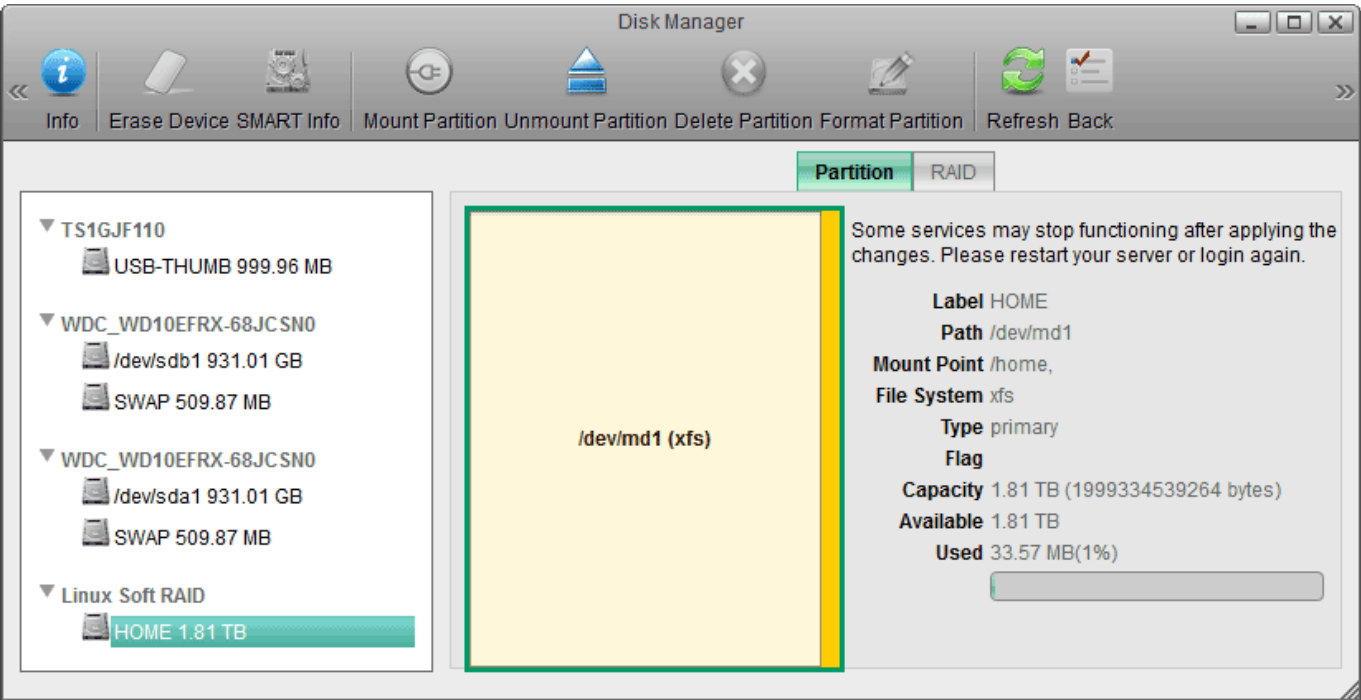 Disk Manager
Info
Erase Device
SMART Info
Mount Partition
Unmount Partition
Delete Partition
Format Partition
Refresh
Back
Partition
RAID
TS1GJF110
USB-THUMB 999.96 MB
WDC_WD10EFRX-68JCSN0
/dev/sdb1 931.01 GB
SWAP 509.87 MB
WDC_WD10EFRX-68JCSN0
/dev/sda1 931.01 GB
SWAP 509.87 MB
Linux Soft RAID
HOME 1.81 TB
/dev/md1 (xfs)
Some services may stop functioning after applying the
changes. Please restart your server or login again.
Label HOME
Path /dev/md1
Mount Point /home,
File System xfs
Type primary
Flag
Capacity 1.81 TB (1999334539264 bytes)
Available 1.81 TB
Used 33.57 MB(1%)